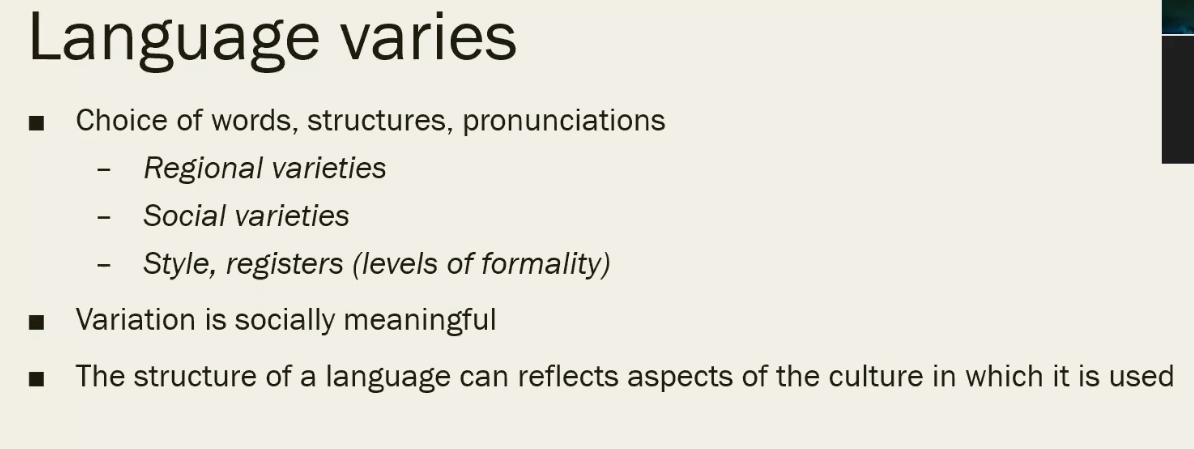 Language varies
■ Choice of words, structures, pronunciations
– Regional varieties
– Social varieties
– Style, registers (levels of formality)
■ Variation is socially meaningful
■ The structure of a language can reflects aspects of the culture in which it is used